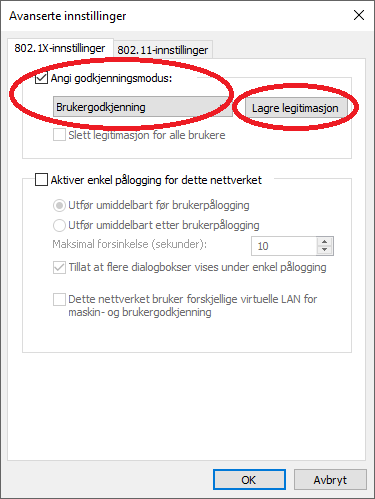 Avanserte innstillinger
802.1X-innstillinger
802.11-innstillinger
Angi godkjenningsmodus:
Brukergodkjenning
Lagre legitimasjon
Slett legitimasjon for alle brukere
Aktiver enkel pålogging for dette nettverket
Utfør umiddelbart før brukerpålogging
Utfør umiddelbart etter brukerpålogging
Maksimal forsinkelse (sekunder):
10
Tillat at flere dialogbokser vises under enkel pålogging
Dette nettverket bruker forskjellige virtuelle LAN for
maskin- og brukergodkjenning
OK
Avbryt